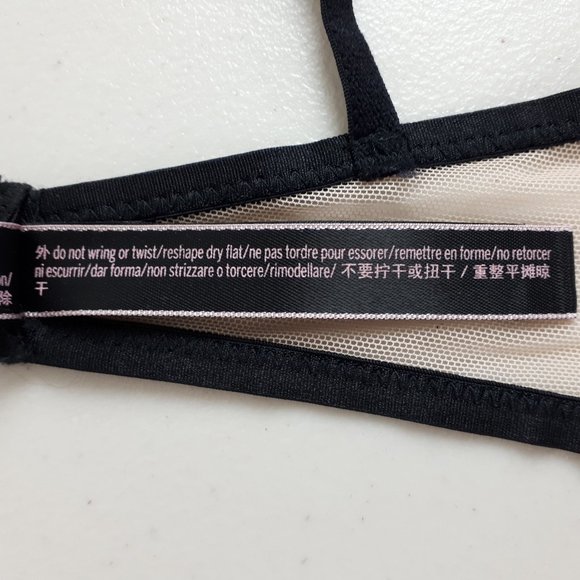 外 do not wring or twist/reshape dry flat/ne pas tordre pour essorer/remettre en forme/no retorcer
ni escurrir/dar forma/non strizzare o torcere/rimodellare/ 不要拧干或扭干 / 重整平摊晾
干
on/
除